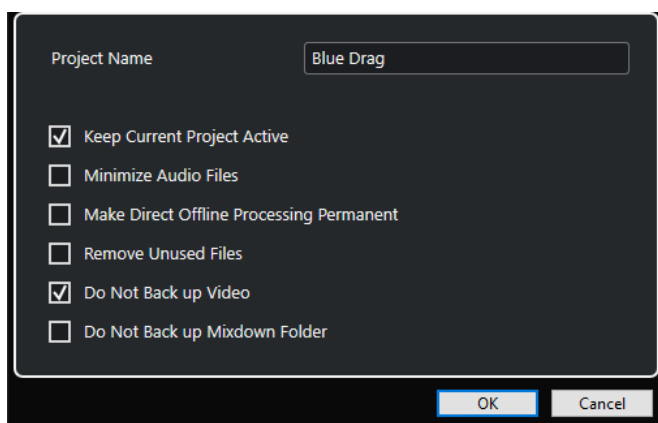 Project Name
Blue Drag
Keep Current Project Active
Minimize Audio Files
Make Direct Offline Processing Permanent
Remove Unused Files
Do Not Back up Video
Do Not Back up Mixdown Folder
OK
Cancel